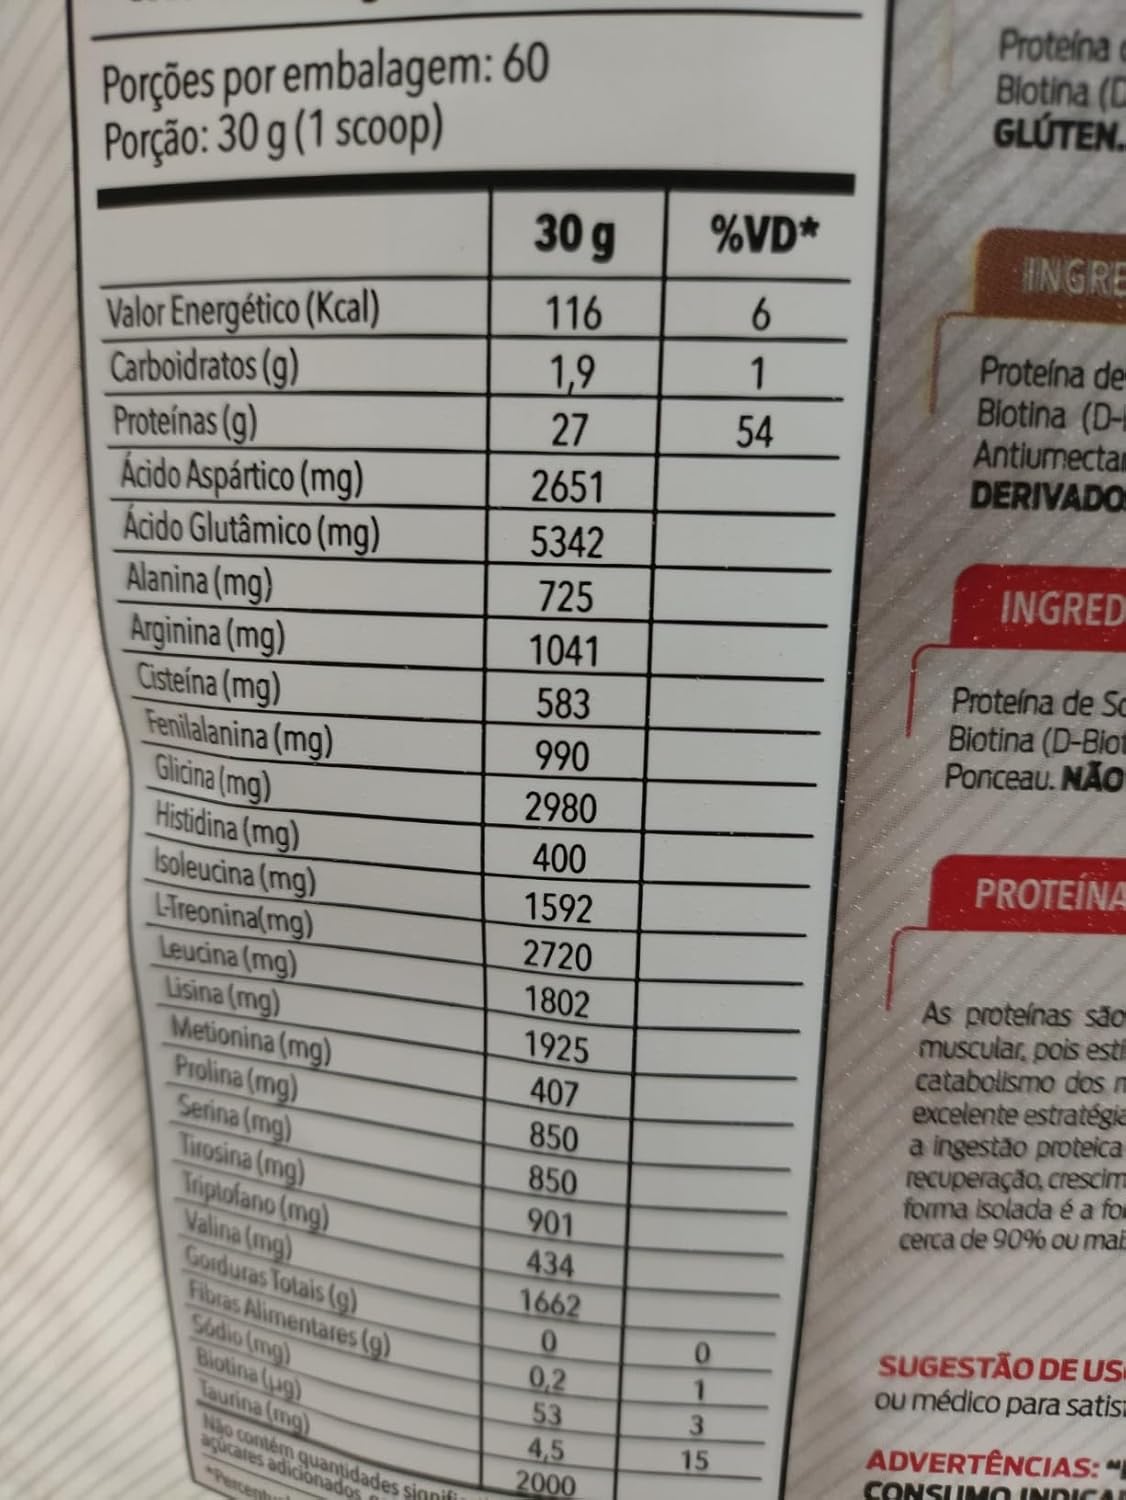 Porções por embalagem: 60
Porção: 30 g (1 scoop)
30 g %VD*
Valor Energético (Kcal) 116 6
Carboidratos (g) 1,9 1
Proteínas (g) 27 54
Ácido Aspártico (mg) 2651
Ácido Glutâmico (mg) 5342
Alanina (mg) 725
Arginina (mg) 1041
Cisteína (mg) 583
Fenilalanina (mg) 990
Glicina (mg) 2980
Histidina (mg) 400
Isoleucina (mg) 1592
L-Treonina(mg) 2720
Leucina (mg) 1802
Lisina (mg) 1925
Metionina (mg) 407
Prolina (mg) 850
Serina (mg) 850
Tirosina (mg) 901
Triptofano (mg) 434
Valina (mg) 1662
Gorduras Totais (g) 0 0
Fibras Alimentares (g) 0,2 1
Sódio (mg) 53 3
Biotina (µg) 4,5 15
Taurina (mg) 2000
Não contém quantidades
açúcares adicionados
Proteína
Biotina
GLÚTEN.
INGRE
Proteína de
Biotina (D-
Antiumecta
DERIVADO
INGRED
Proteína de So
Biotina (D-Biot
Ponceau. NÃO
PROTEÍNA
As proteínas são
muscular, pois esti
catabolismo dos
excelente estratégia
a ingestão proteica
recuperação, crescim
forma isolada é a for
cerca de 90% ou mai
SUGESTÃO DE US
ou médico para satis
ADVERTÊNCIAS:
CONSUMO INDICA